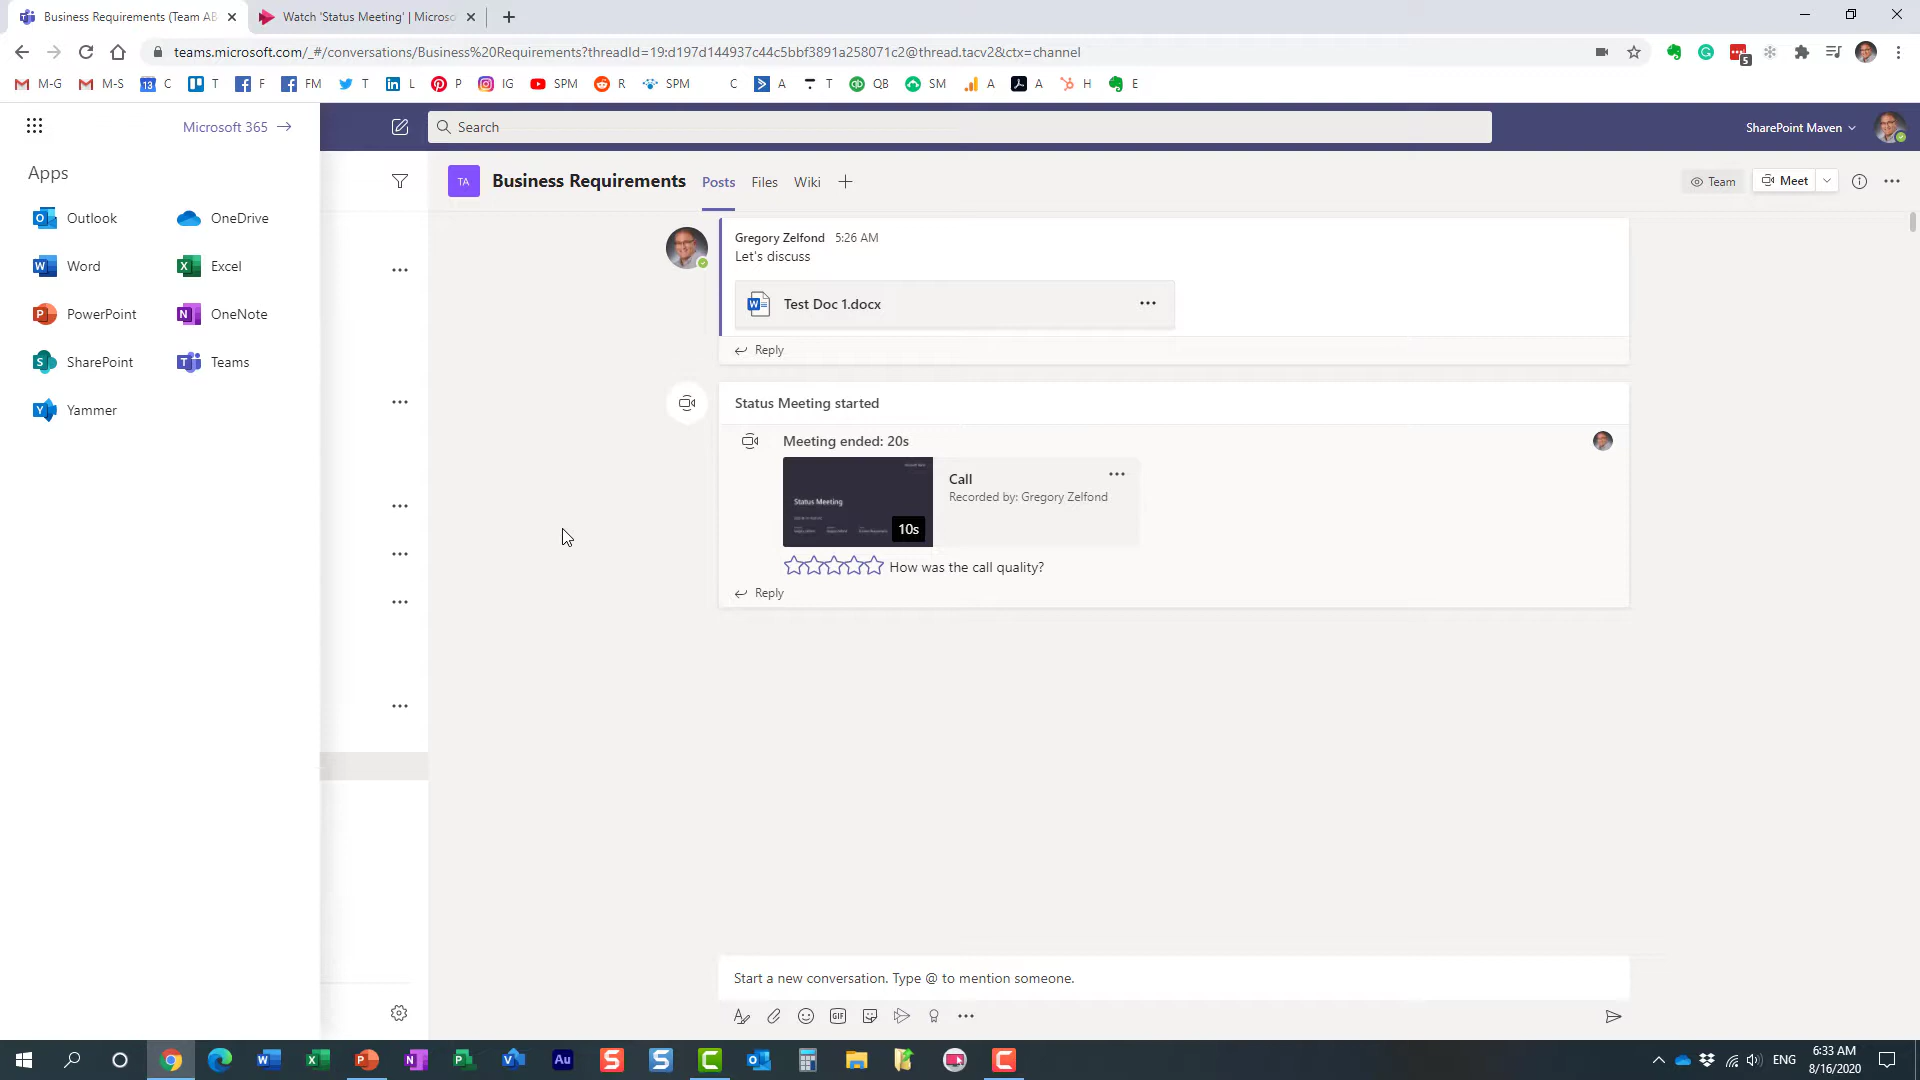 Business Requirements (Team AB
Watch 'Status Meeting' | Microso
teams.microsoft.com/_#/conversations/Business%20Requirements?threadId=19:d197d144937c44c5bbf3891a258071c2@thread.tacv2&ctx=channel
5
M-G
M-S
13
C
T
F
FM
T
L
P
IG
SPM
R
SPM
C
A
T
QB
SM
A
A
H
E
Microsoft 365
Search
SharePoint Maven
Apps
Outlook
OneDrive
Word
Excel
PowerPoint
OneNote
SharePoint
Teams
Yammer
TA
Business Requirements
Posts
Files
Wiki
Team
Meet
Gregory Zelfond 5:26 AM
Let's discuss
Test Doc 1.docx
Reply
Status Meeting started
Meeting ended: 20s
Status Meeting
10s
Call
Recorded by: Gregory Zelfond
How was the call quality?
Reply
Start a new conversation. Type @ to mention someone.
GIF
Au
ENG
6:33 AM
8/16/2020